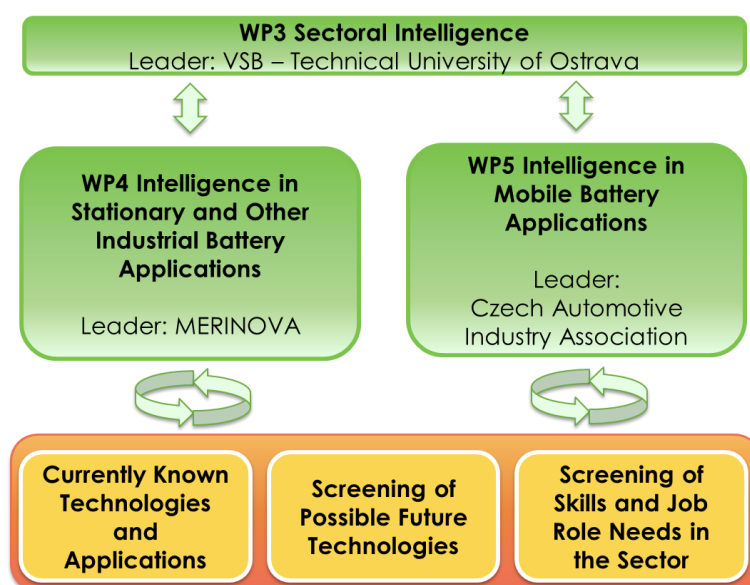 WP3 Sectoral Intelligence
Leader: VSB – Technical University of Ostrava
WP4 Intelligence in
Stationary and Other
Industrial Battery
Applications
Leader: MERINOVA
WP5 Intelligence in
Mobile Battery
Applications
Leader:
Czech Automotive
Industry Association
Currently Known
Technologies
and
Applications
Screening of
Possible Future
Technologies
Screening of
Skills and Job
Role Needs in
the Sector